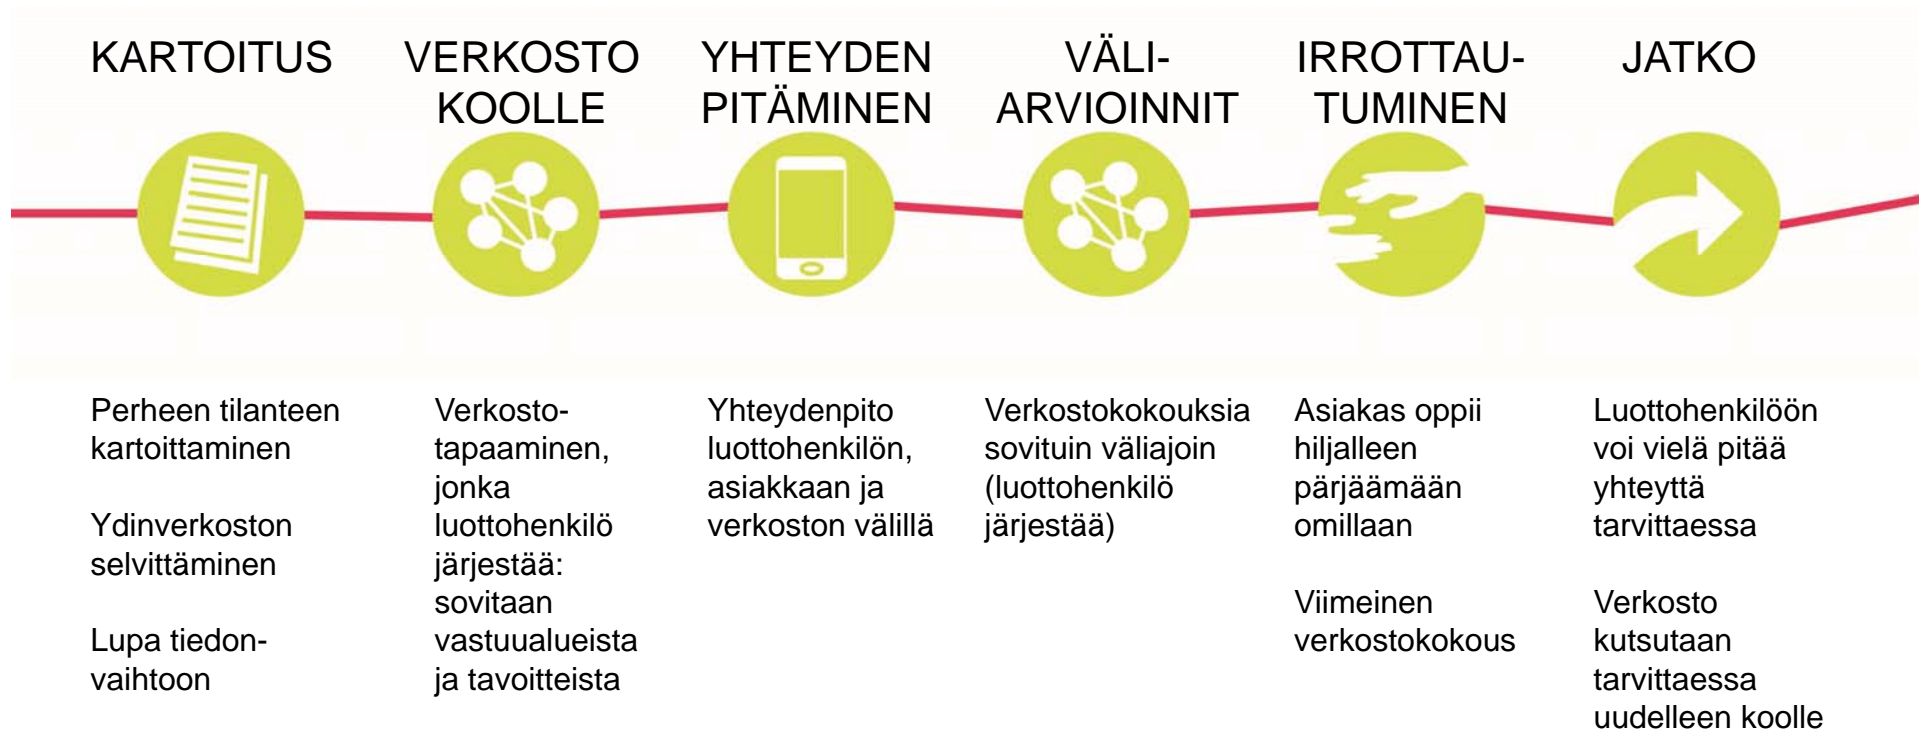 KARTOITUS
VERKOSTO
KOOLLE
YHTEYDEN
PITÄMINEN
VÄLI-
ARVIOINNIT
IRROTTAU-
TUMINEN
JATKO
Perheen tilanteen
kartoittaminen
Ydinverkoston
selvittäminen
Lupa tiedon-
vaihtoon
Verkosto-
tapaaminen,
jonka
luottohenkilö
järjestää:
sovitaan
vastuualueista
ja tavoitteista
Yhteydenpito
luottohenkilön,
asiakkaan ja
verkoston välillä
Verkostokokouksia
sovituin väliajoin
(luottohenkilö
järjestää)
Asiakas oppii
hiljalleen
pärjäämään
omillaan
Viimeinen
verkostokokous
Luottohenkilöön
voi vielä pitää
yhteyttä
tarvittaessa
Verkosto
kutsutaan
tarvittaessa
uudelleen koolle